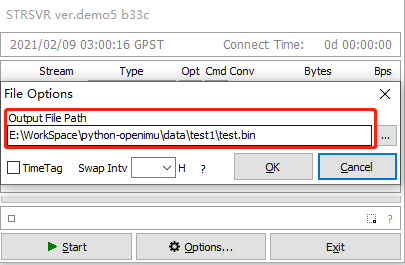 STRSVR ver.demo5 b33c
2021/02/09 03:00:16 GPST Connect Time: 0d 00:00:00
Stream Type Opt Cmd Conv Bytes Bps
File Options
Output File Path
E:\WorkSpace\python-openimu\data\test1\test.bin ...
TimeTag Swap Intv H ? OK Cancel
?
Start Options... Exit